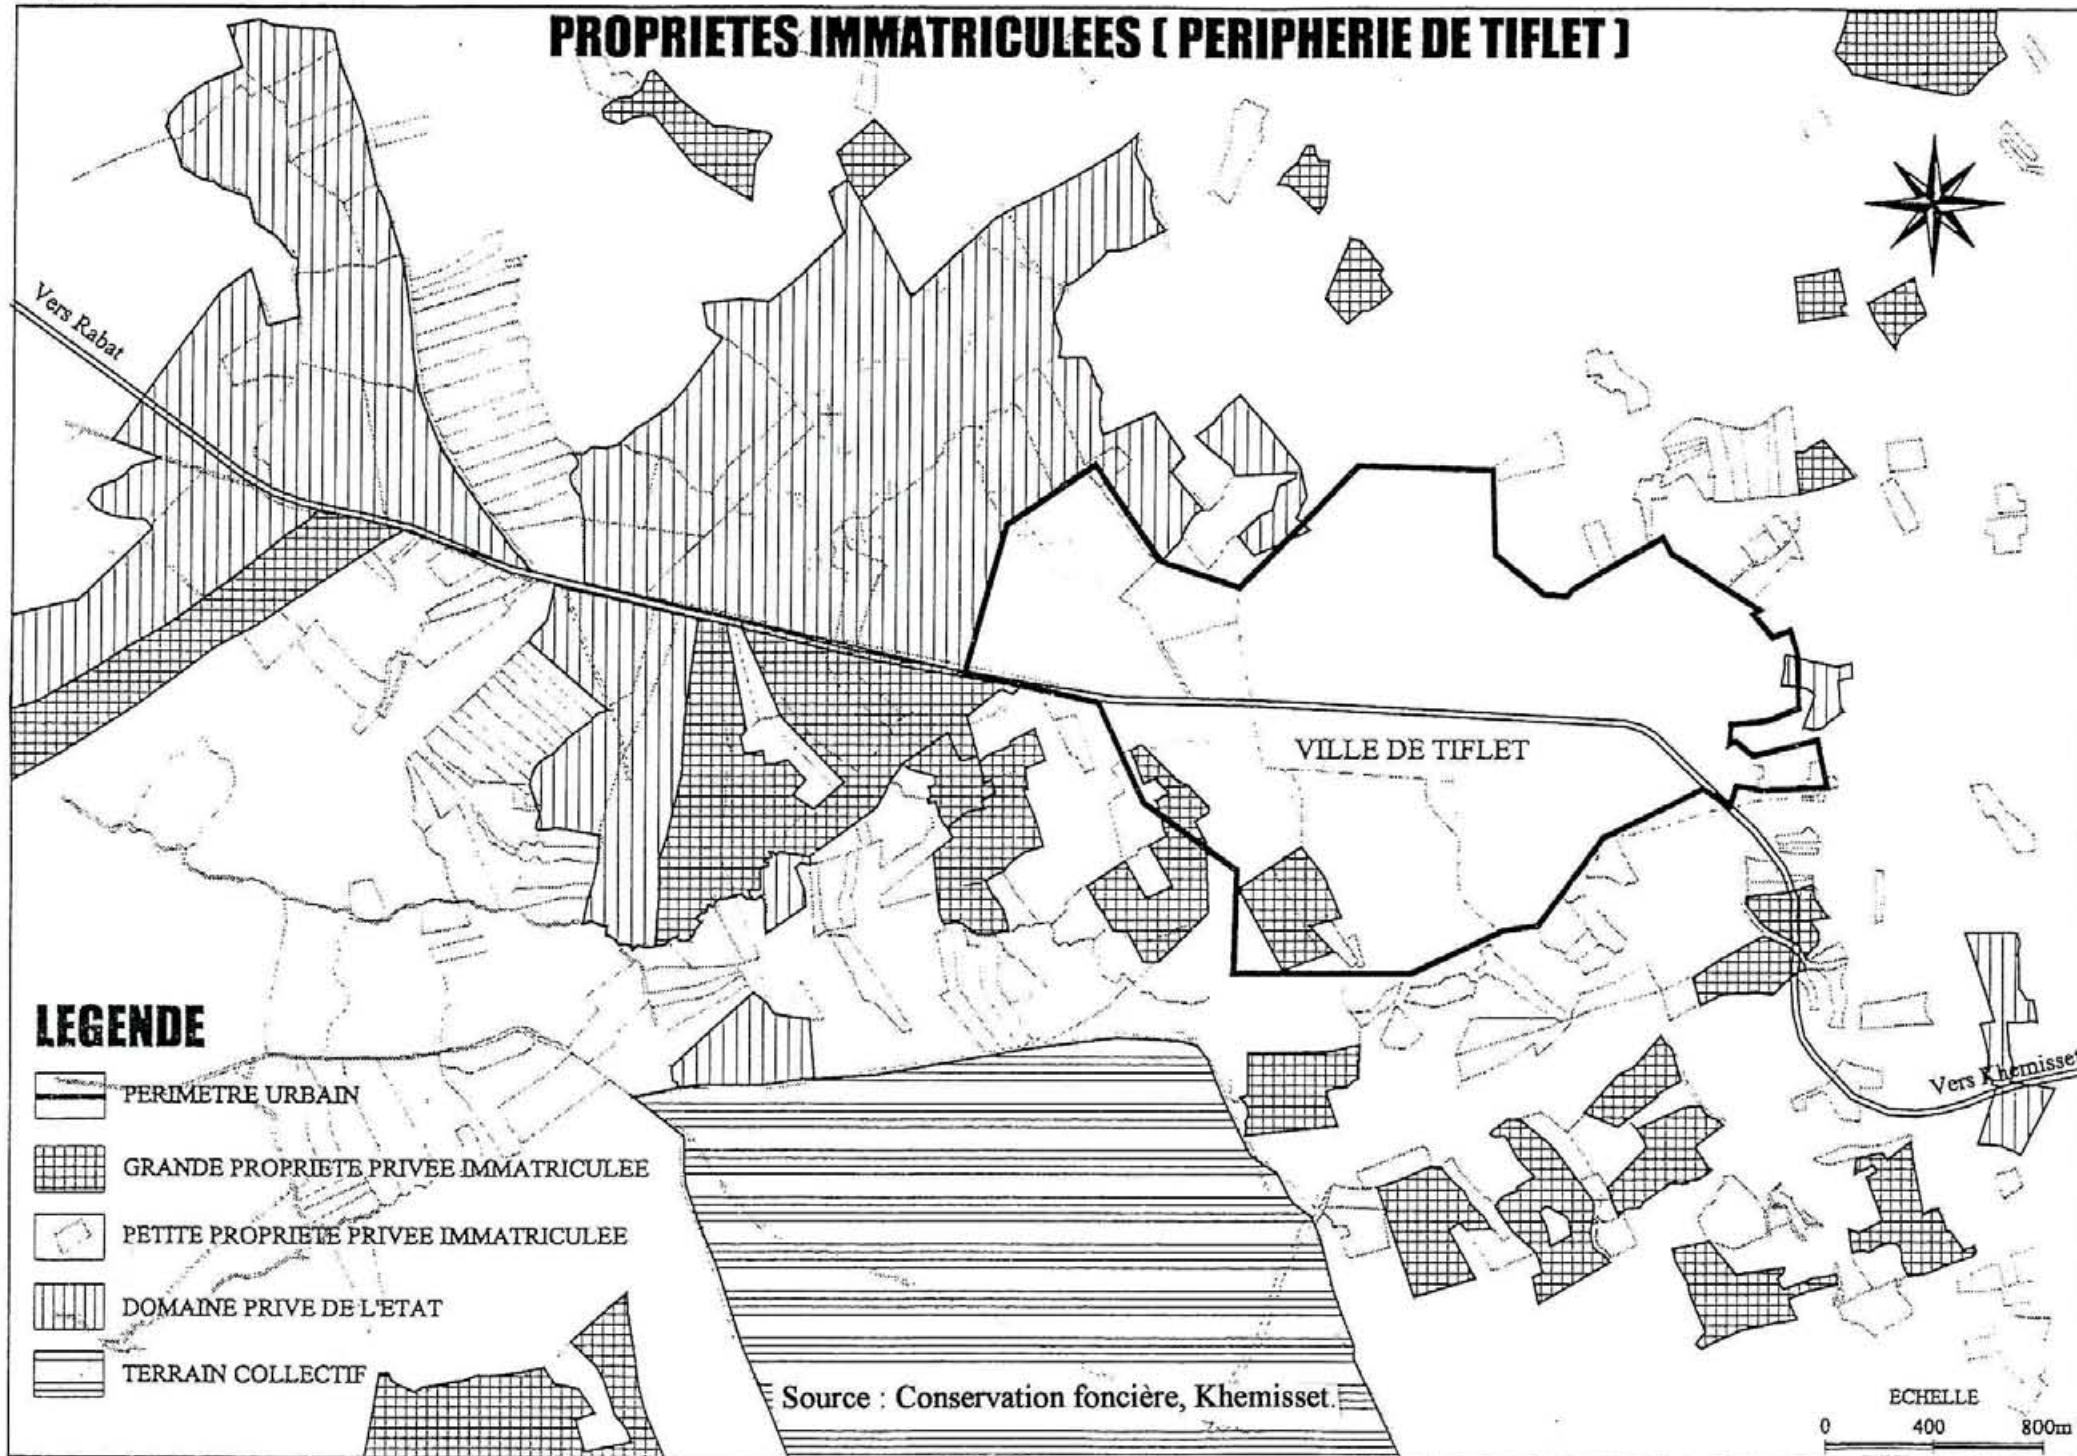 PROPRIETES IMMATRICULEES ( PERIPHERIE DE TIFLET )
Vers Rabat
VILLE DE TIFLET
Vers Khemisset
LEGENDE
PERIMETRE URBAIN
GRANDE PROPRIETE PRIVEE IMMATRICULEE
PETITE PROPRIETE PRIVEE IMMATRICULEE
DOMAINE PRIVE DE L'ETAT
TERRAIN COLLECTIF
Source : Conservation foncière, Khemisset.
ECHELLE
0 400 800m